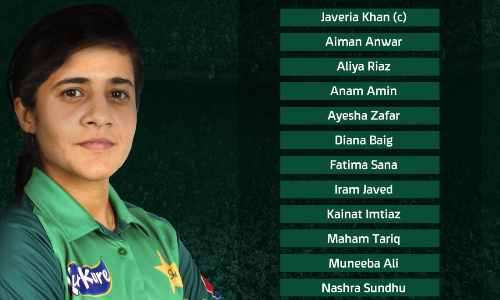 Javeria Khan (c)
Aiman Anwar
Aliya Riaz
Anam Amin
Ayesha Zafar
Diana Baig
Fatima Sana
Iram Javed
Kainat Imtiaz
Maham Tariq
Muneeba Ali
Nashra Sundhu